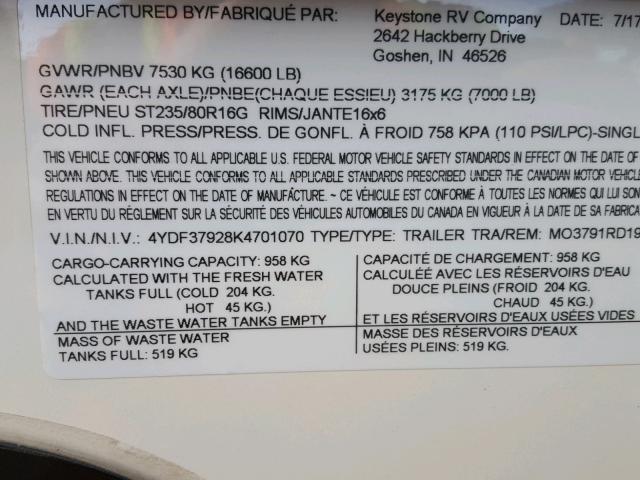 MANUFACTURED BY/FABRIQUÉ PAR: Keystone RV Company DATE: 7/17
2642 Hackberry Drive
Goshen, IN 46526
GVWR/PNBV 7530 KG (16600 LB)
GAWR (EACH AXLE)/PNBE(CHAQUE ESSIEU) 3175 KG (7000 LB)
TIRE/PNEU ST235/80R16G RIMS/JANTE16x6
COLD INFL. PRESS/PRESS. DE GONFL. À FROID 758 KPA (110 PSI/LPC)-SINGL
THIS VEHICLE CONFORMS TO ALL APPLICABLE U.S. FEDERAL MOTOR VEHICLE SAFETY STANDARDS IN EFFECT ON THE DATE OF
SHOWN ABOVE. THIS VEHICLE CONFORMS TO ALL APPLICABLE STANDARDS PRESCRIBED UNDER THE CANADIAN MOTOR VEHICLE
REGULATIONS IN EFFECT ON THE DATE OF MANUFACTURE. ~ CE VÉHICULE EST CONFORME À TOUTES LES NORMES QUI LUI SONT
EN VERTU DU RÈGLEMENT SUR LA SÉCURITÉ DES VÉHICULES AUTOMOBILES DU CANADA EN VIGUEUR À LA DATE DE SA FABRICA
V.I.N./N.I.V.: 4YDF37928K4701070 TYPE/TYPE: TRAILER TRA/REM: MO3791RD19
CARGO-CARRYING CAPACITY: 958 KG
CALCULATED WITH THE FRESH WATER
TANKS FULL (COLD 204 KG.
HOT 45 KG.)
AND THE WASTE WATER TANKS EMPTY
MASS OF WASTE WATER
TANKS FULL: 519 KG
CAPACITÉ DE CHARGEMENT: 958 KG
CALCULÉE AVEC LES RÉSERVOIRS D'EAU
DOUCE PLEINS (FROID 204 KG.
CHAUD 45 KG.)
ET LES RÉSERVOIRS D'EAUX USÉES VIDES
MASSE DES RÉSERVOIRS D'EAU
USÉES PLEINS: 519 KG.